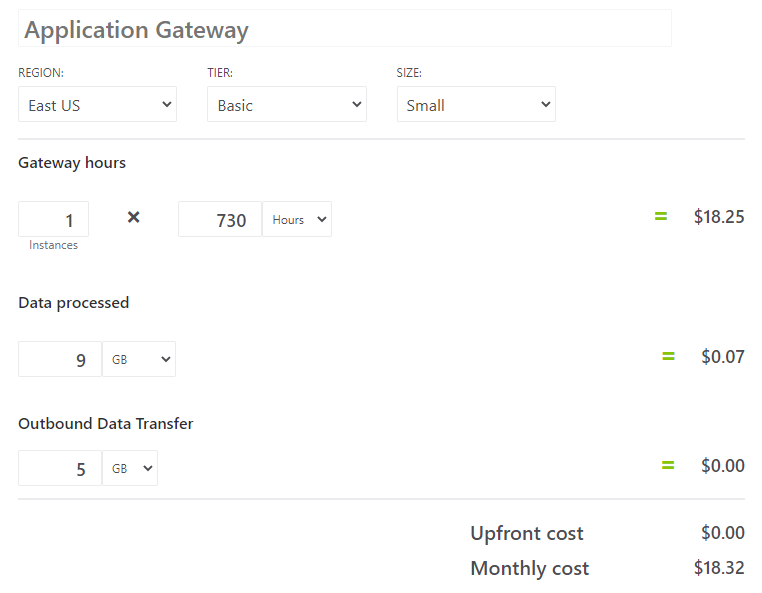 Application Gateway
REGION: TIER: SIZE:
East US Basic Small
Gateway hours
1 × 730 Hours = $18.25
Instances
Data processed
9 GB = $0.07
Outbound Data Transfer
5 GB = $0.00
Upfront cost $0.00
Monthly cost $18.32